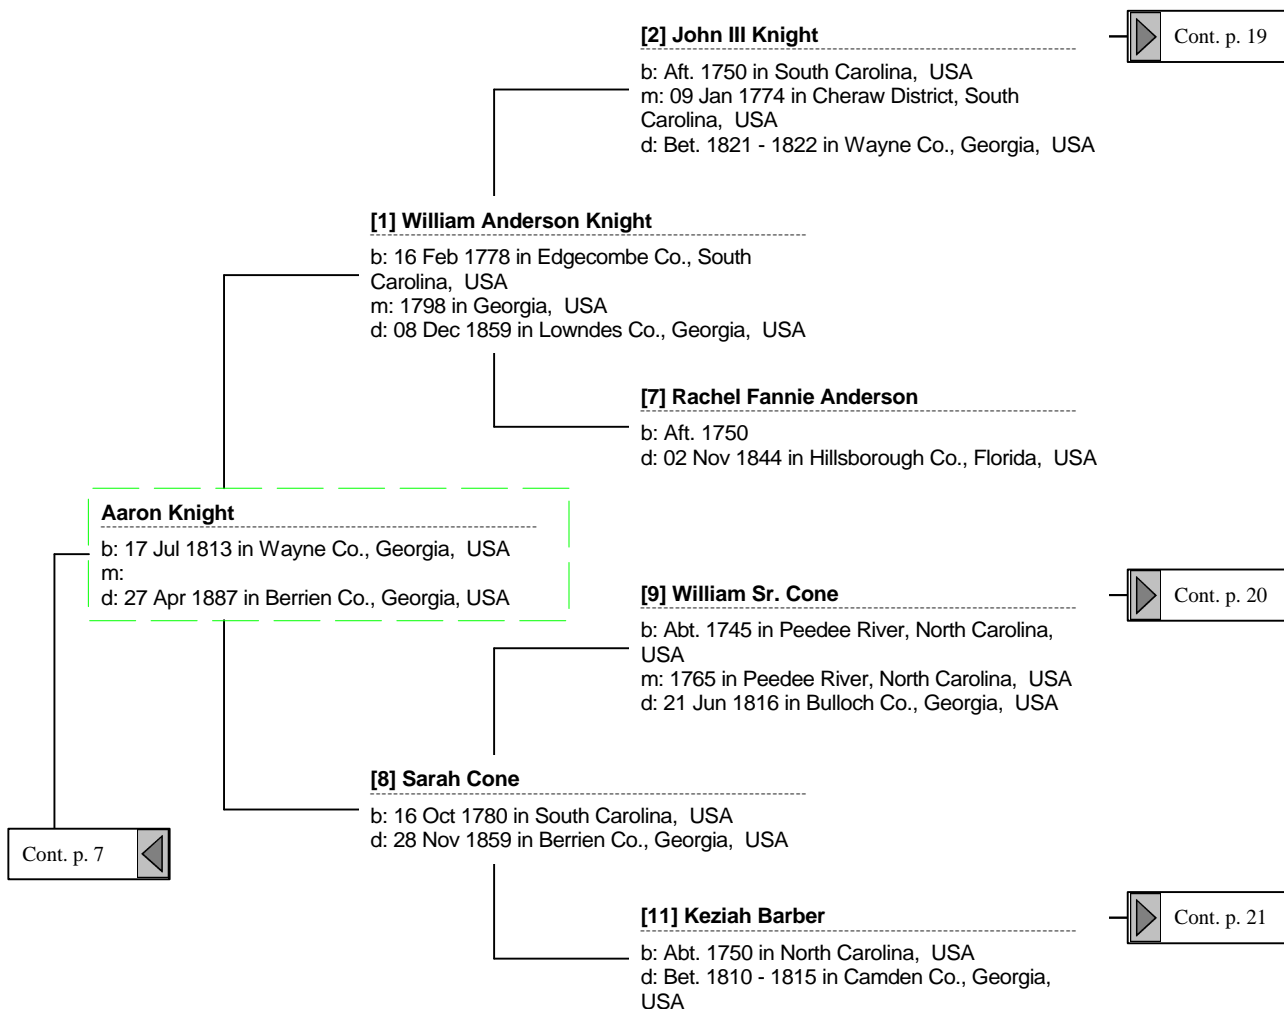 [2] John III Knight
Cont. p. 19
b: Aft. 1750 in South Carolina, USA
m: 09 Jan 1774 in Cheraw District, South
Carolina, USA
d: Bet. 1821 - 1822 in Wayne Co., Georgia, USA
[1] William Anderson Knight
b: 16 Feb 1778 in Edgecombe Co., South
Carolina, USA
m: 1798 in Georgia, USA
d: 08 Dec 1859 in Lowndes Co., Georgia, USA
[7] Rachel Fannie Anderson
b: Aft. 1750
d: 02 Nov 1844 in Hillsborough Co., Florida, USA
Aaron Knight
b: 17 Jul 1813 in Wayne Co., Georgia, USA
m:
d: 27 Apr 1887 in Berrien Co., Georgia, USA
[9] William Sr. Cone
Cont. p. 20
b: Abt. 1745 in Peedee River, North Carolina,
USA
m: 1765 in Peedee River, North Carolina, USA
d: 21 Jun 1816 in Bulloch Co., Georgia, USA
[8] Sarah Cone
b: 16 Oct 1780 in South Carolina, USA
d: 28 Nov 1859 in Berrien Co., Georgia, USA
Cont. p. 7
[11] Keziah Barber
Cont. p. 21
b: Abt. 1750 in North Carolina, USA
d: Bet. 1810 - 1815 in Camden Co., Georgia,
USA